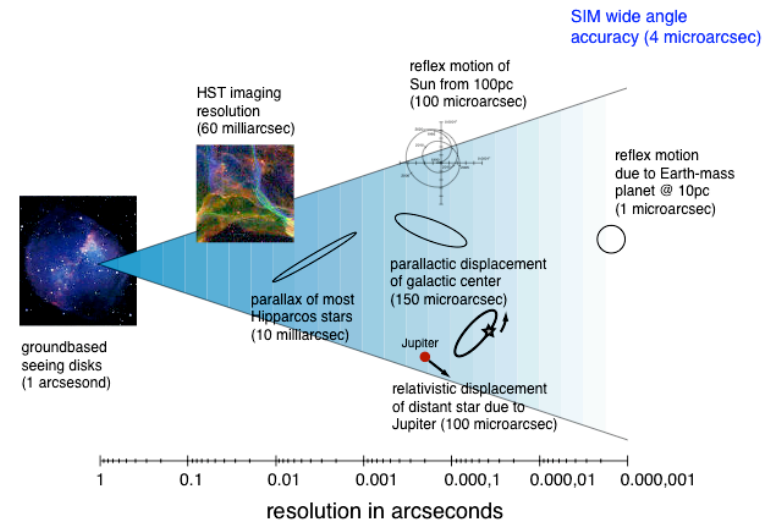 SIM wide angle
accuracy (4 microarcsec)
reflex motion of
Sun from 100pc
(100 microarcsec)
HST imaging
resolution
(60 milliarcsec)
reflex motion
due to Earth-mass
planet @ 10pc
(1 microarcsec)
parallactic displacement
of galactic center
(150 microarcsec)
parallax of most
Hipparcos stars
(10 milliarcsec)
groundbased
seeing disks
(1 arcsesond)
Jupiter
relativistic displacement
of distant star due to
Jupiter (100 microarcsec)
1 0.1 0.01 0.001 0.000,1 0.000,01 0.000,001
resolution in arcseconds